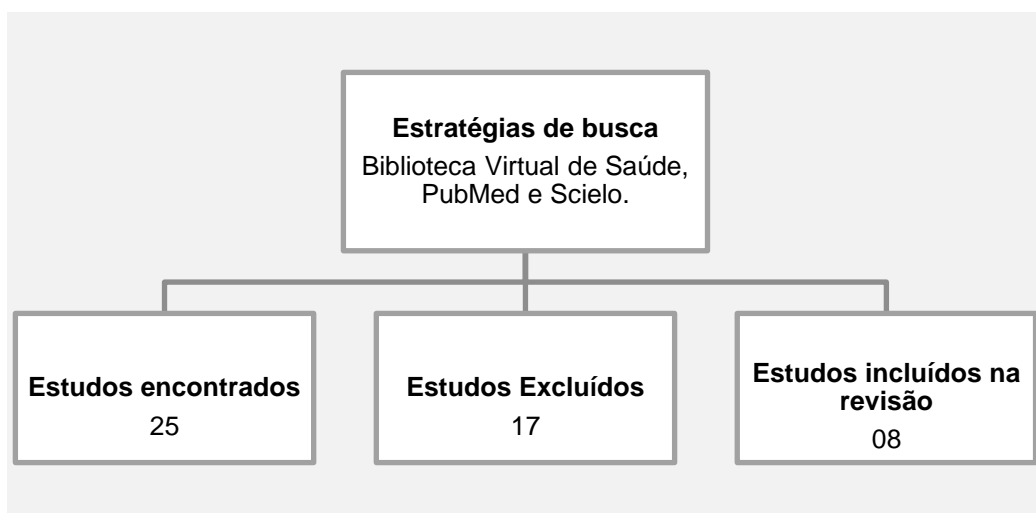 Estratégias de busca
Biblioteca Virtual de Saúde,
PubMed e Scielo.
Estudos encontrados
25
Estudos Excluídos
17
Estudos incluídos na
revisão
08